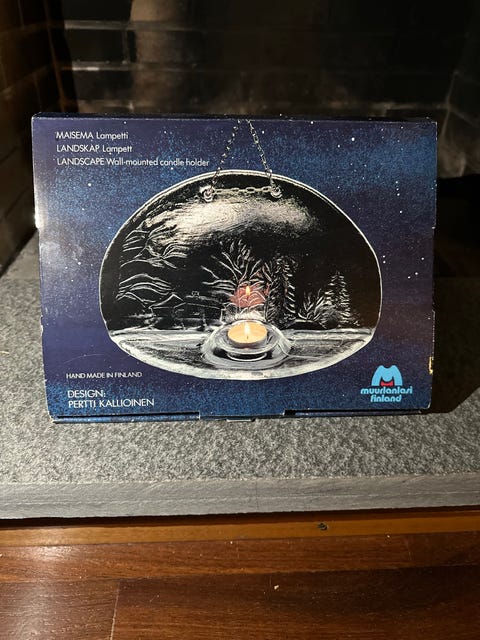 MAISEMA Lampetti
LANDSKAP Lampett
LANDSCAPE Wall-mounted candle holder
HAND MADE IN FINLAND
DESIGN:
PERTTI KALLIOINEN
muurlanlasi
finland